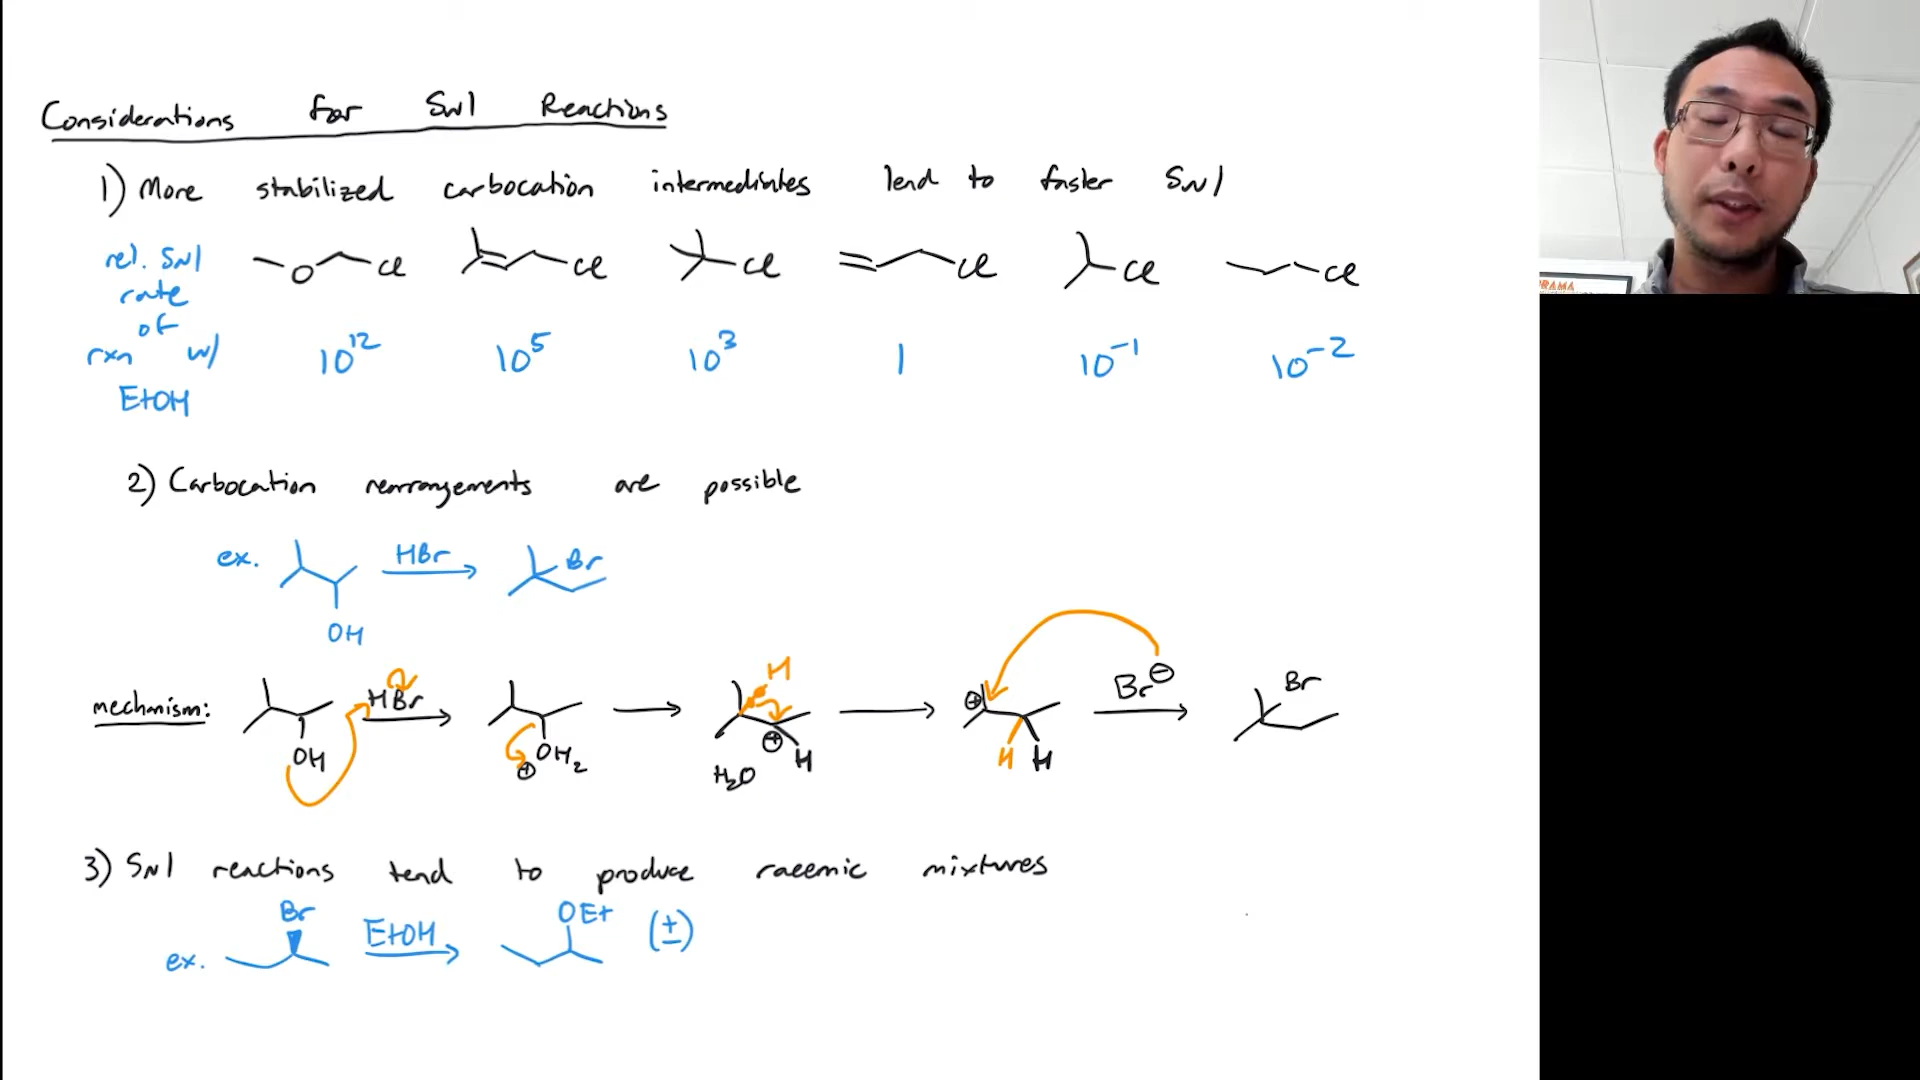 Considerations for SN1 Reactions
1) More stabilized carbocation intermediates lend to faster SN1
rel. SN1
rate
of
rxn w/
EtOH
O Cl Cl Cl Cl Cl Cl
10^12 10^5 10^3 1 10^-1 10^-2
2) Carbocation rearrangements are possible
ex. HBr Br
OH
H
mechanism: HBr ⊕ Br⊖ Br
OH ⊕OH2 ⊕ H H H
H2O
3) SN1 reactions tend to produce racemic mixtures
Br OEt (±)
ex. EtOH
RAMA